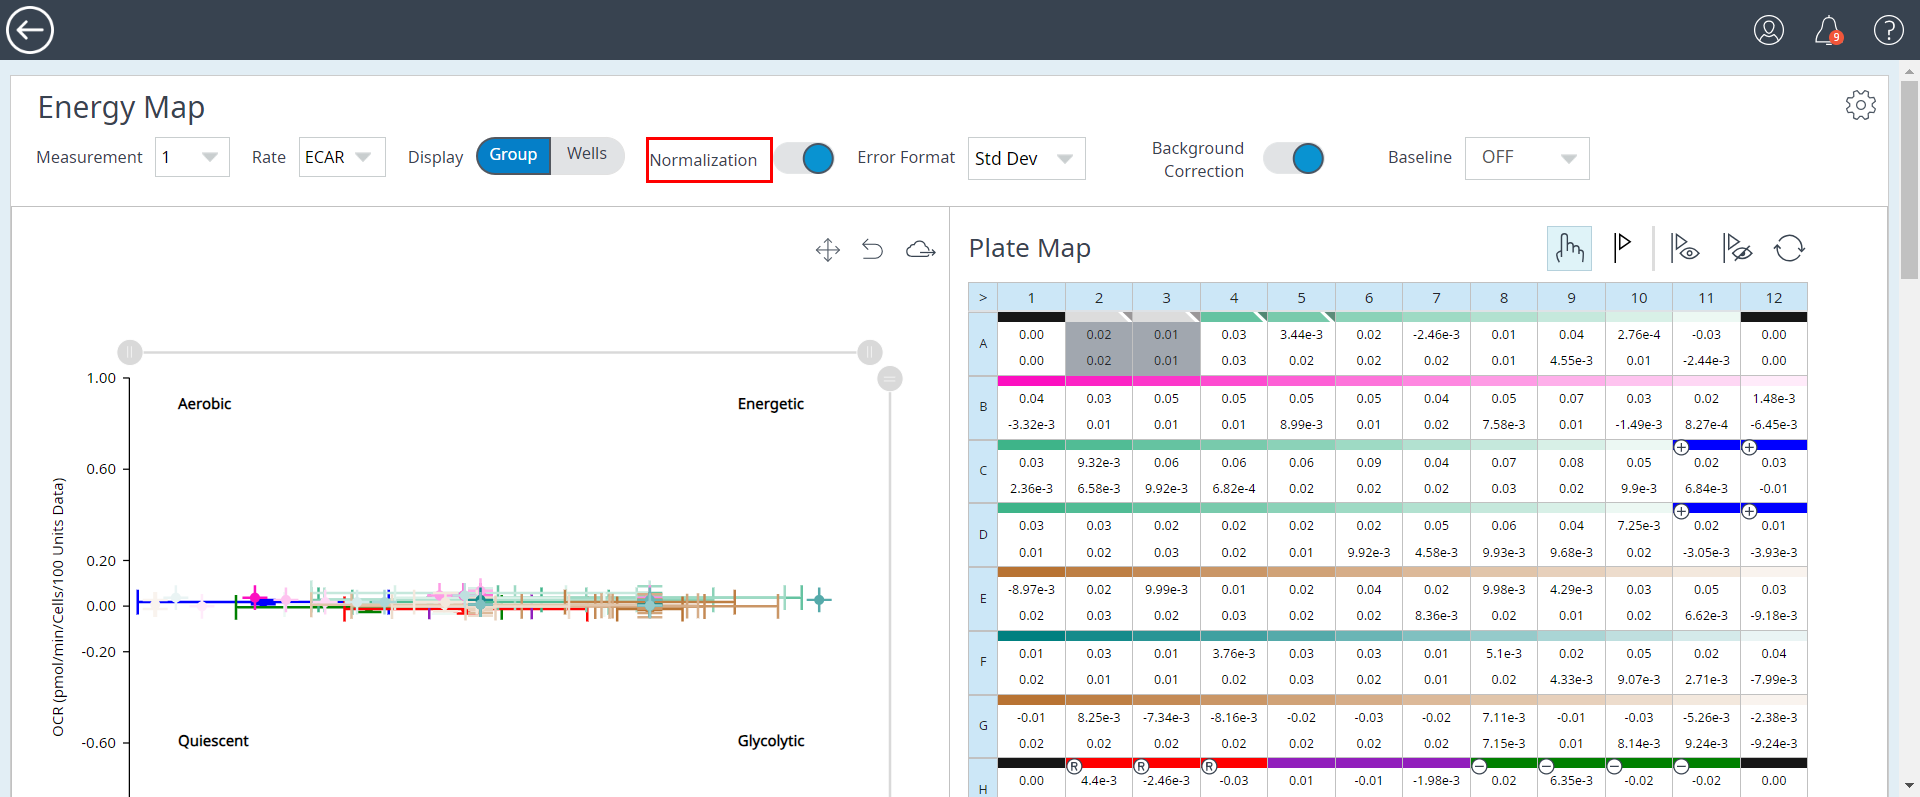 9
Energy Map
Measurement 1 Rate ECAR Display Group Wells Normalization Error Format Std Dev Background Correction Baseline OFF
Plate Map
> 1 2 3 4 5 6 7 8 9 10 11 12
A 0.00 0.02 0.01 0.03 3.44e-3 0.02 -2.46e-3 0.01 0.04 2.76e-4 -0.03 0.00
0.00 0.02 0.01 0.03 0.02 0.02 0.02 0.01 4.55e-3 0.01 -2.44e-3 0.00
B 0.04 0.03 0.05 0.05 0.05 0.05 0.04 0.05 0.07 0.03 0.02 1.48e-3
-3.32e-3 0.01 0.01 0.01 8.99e-3 0.01 0.02 7.58e-3 0.01 -1.49e-3 8.27e-4 -6.45e-3
C 0.03 9.32e-3 0.06 0.06 0.06 0.09 0.04 0.07 0.08 0.05 0.02 0.03
2.36e-3 6.58e-3 9.92e-3 6.82e-4 0.02 0.02 0.02 0.03 0.02 9.9e-3 6.84e-3 -0.01
D 0.03 0.03 0.02 0.02 0.02 0.02 0.05 0.06 0.04 7.25e-3 0.02 0.01
0.01 0.02 0.03 0.02 0.01 9.92e-3 4.58e-3 9.93e-3 9.68e-3 0.02 -3.05e-3 -3.93e-3
E -8.97e-3 0.02 9.99e-3 0.01 0.02 0.04 0.02 9.98e-3 4.29e-3 0.03 0.05 0.03
0.02 0.03 0.02 0.03 0.02 0.02 8.36e-3 0.02 0.01 0.02 6.62e-3 -9.18e-3
F 0.01 0.03 0.01 3.76e-3 0.03 0.03 0.01 5.1e-3 0.02 0.05 0.02 0.04
0.02 0.01 0.01 0.02 0.03 0.02 0.01 0.02 4.33e-3 9.07e-3 2.71e-3 -7.99e-3
G -0.01 8.25e-3 -7.34e-3 -8.16e-3 -0.02 -0.03 -0.02 7.11e-3 -0.01 -0.03 -5.26e-3 -2.38e-3
0.02 0.02 0.02 0.02 0.02 0.02 0.02 7.15e-3 0.01 8.14e-3 9.24e-3 -9.24e-3
R R R
H 0.00 4.4e-3 -2.46e-3 -0.03 0.01 -0.01 -1.98e-3 0.02 6.35e-3 -0.02 -0.02 0.00
OCR (pmol/min/Cells/100 Units Data)
1.00
Aerobic Energetic
0.60
0.20
0.00
-0.20
-0.60
Quiescent Glycolytic